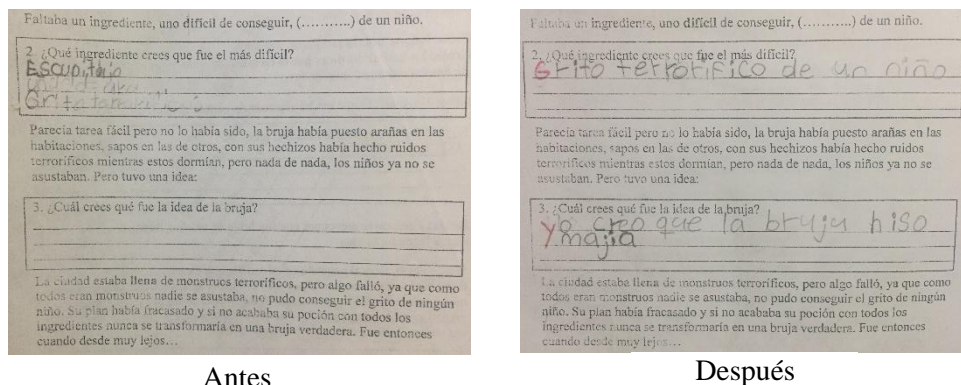 Faltaba un ingrediente, uno difícil de conseguir, (...........) de un niño.
2. ¿Qué ingrediente crees que fue el más difícil?
Escupitajo
Parecía tarea fácil pero no lo había sido, la bruja había puesto arañas en las
habitaciones, sapos en las de otros, con sus hechizos había hecho ruidos
terroríficos mientras estos dormían, pero nada de nada, los niños ya no se
asustaban. Pero tuvo una idea:
3. ¿Cuál crees qué fue la idea de la bruja?
La ciudad estaba llena de monstruos terroríficos, pero algo falló, ya que como
todos eran monstruos nadie se asustaba, no pudo conseguir el grito de ningún
niño. Su plan había fracasado y si no acababa su poción con todos los
ingredientes nunca se transformaría en una bruja verdadera. Fue entonces
cuando desde muy lejos…
Antes
Faltaba un ingrediente, uno difícil de conseguir, (...........) de un niño.
2. ¿Qué ingrediente crees que fue el más difícil?
Grito terrorifico de un niño
Parecía tarea fácil pero no lo había sido, la bruja había puesto arañas en las
habitaciones, sapos en las de otros, con sus hechizos había hecho ruidos
terroríficos mientras estos dormían, pero nada de nada, los niños ya no se
asustaban. Pero tuvo una idea:
3. ¿Cuál crees qué fue la idea de la bruja?
Yo creo que la bruja hiso
majia
La ciudad estaba llena de monstruos terroríficos, pero algo falló, ya que como
todos eran monstruos nadie se asustaba, no pudo conseguir el grito de ningún
niño. Su plan había fracasado y si no acababa su poción con todos los
ingredientes nunca se transformaría en una bruja verdadera. Fue entonces
cuando desde muy lejos…
Después